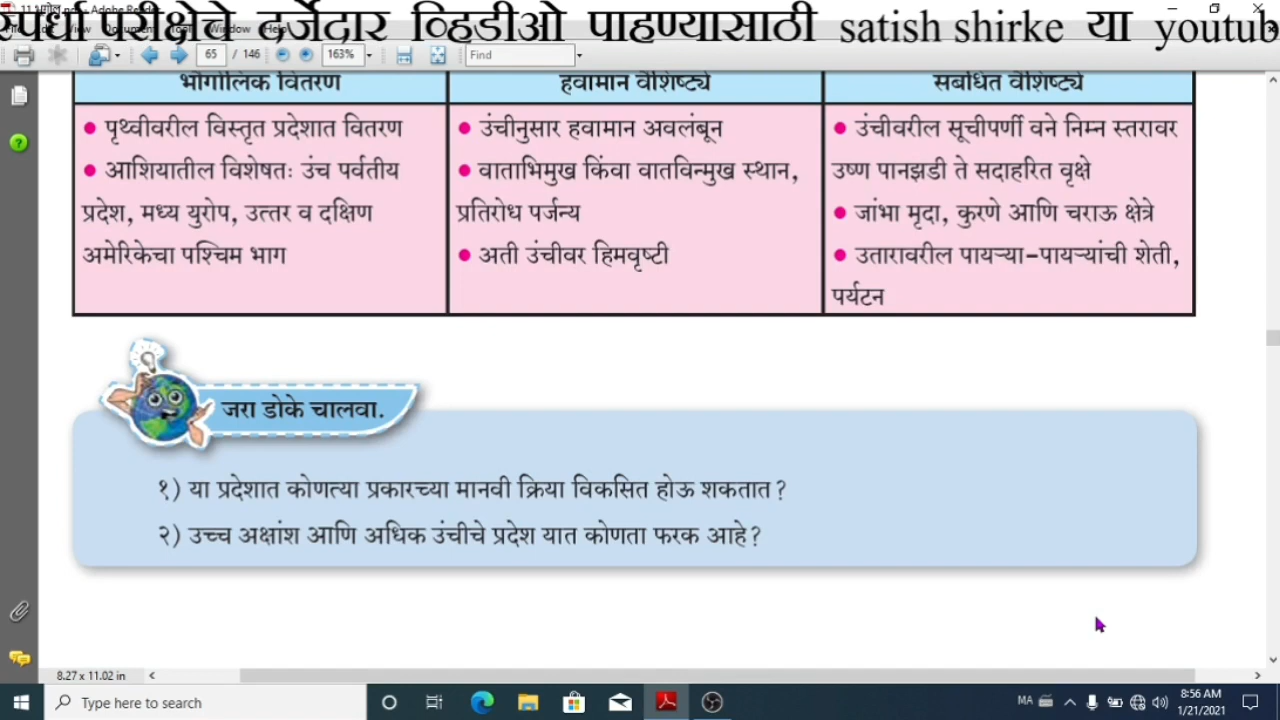 स्पर्धा परीक्षेचे दर्जेदार व्हिडीओ पाहण्यासाठी satish shirke या youtub
65 / 146 163% Find
भौगोलिक वितरण हवामान वैशिष्ट्ये संबंधित वैशिष्ट्ये
● पृथ्वीवरील विस्तृत प्रदेशात वितरण
● आशियातील विशेषतः उंच पर्वतीय
प्रदेश, मध्य युरोप, उत्तर व दक्षिण
अमेरिकेचा पश्चिम भाग
● उंचीनुसार हवामान अवलंबून
● वाताभिमुख किंवा वातविन्मुख स्थान,
प्रतिरोध पर्जन्य
● अती उंचीवर हिमवृष्टी
● उंचीवरील सूचीपर्णी वने निम्न स्तरावर
उष्ण पानझडी ते सदाहरित वृक्षे
● जांभा मृदा, कुरणे आणि चराऊ क्षेत्रे
● उतारावरील पायऱ्या-पायऱ्यांची शेती,
पर्यटन
जरा डोके चालवा.
१) या प्रदेशात कोणत्या प्रकारच्या मानवी क्रिया विकसित होऊ शकतात ?
२) उच्च अक्षांश आणि अधिक उंचीचे प्रदेश यात कोणता फरक आहे?
8.27 x 11.02 in
Type here to search
MA
8:56 AM
1/21/2021